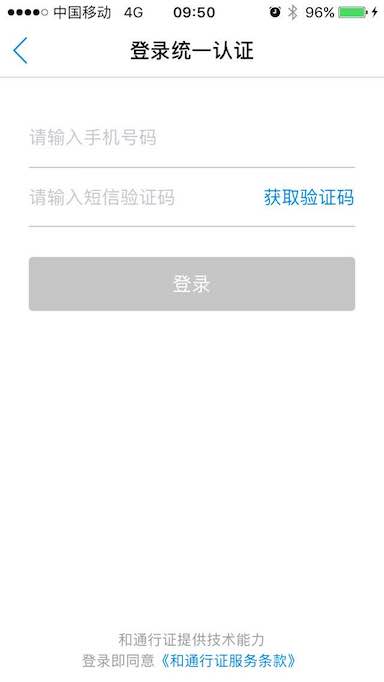 中国移动 4G 09:50 96%
登录统一认证
请输入手机号码
请输入短信验证码 获取验证码
登录
和通行证提供技术能力
登录即同意《和通行证服务条款》